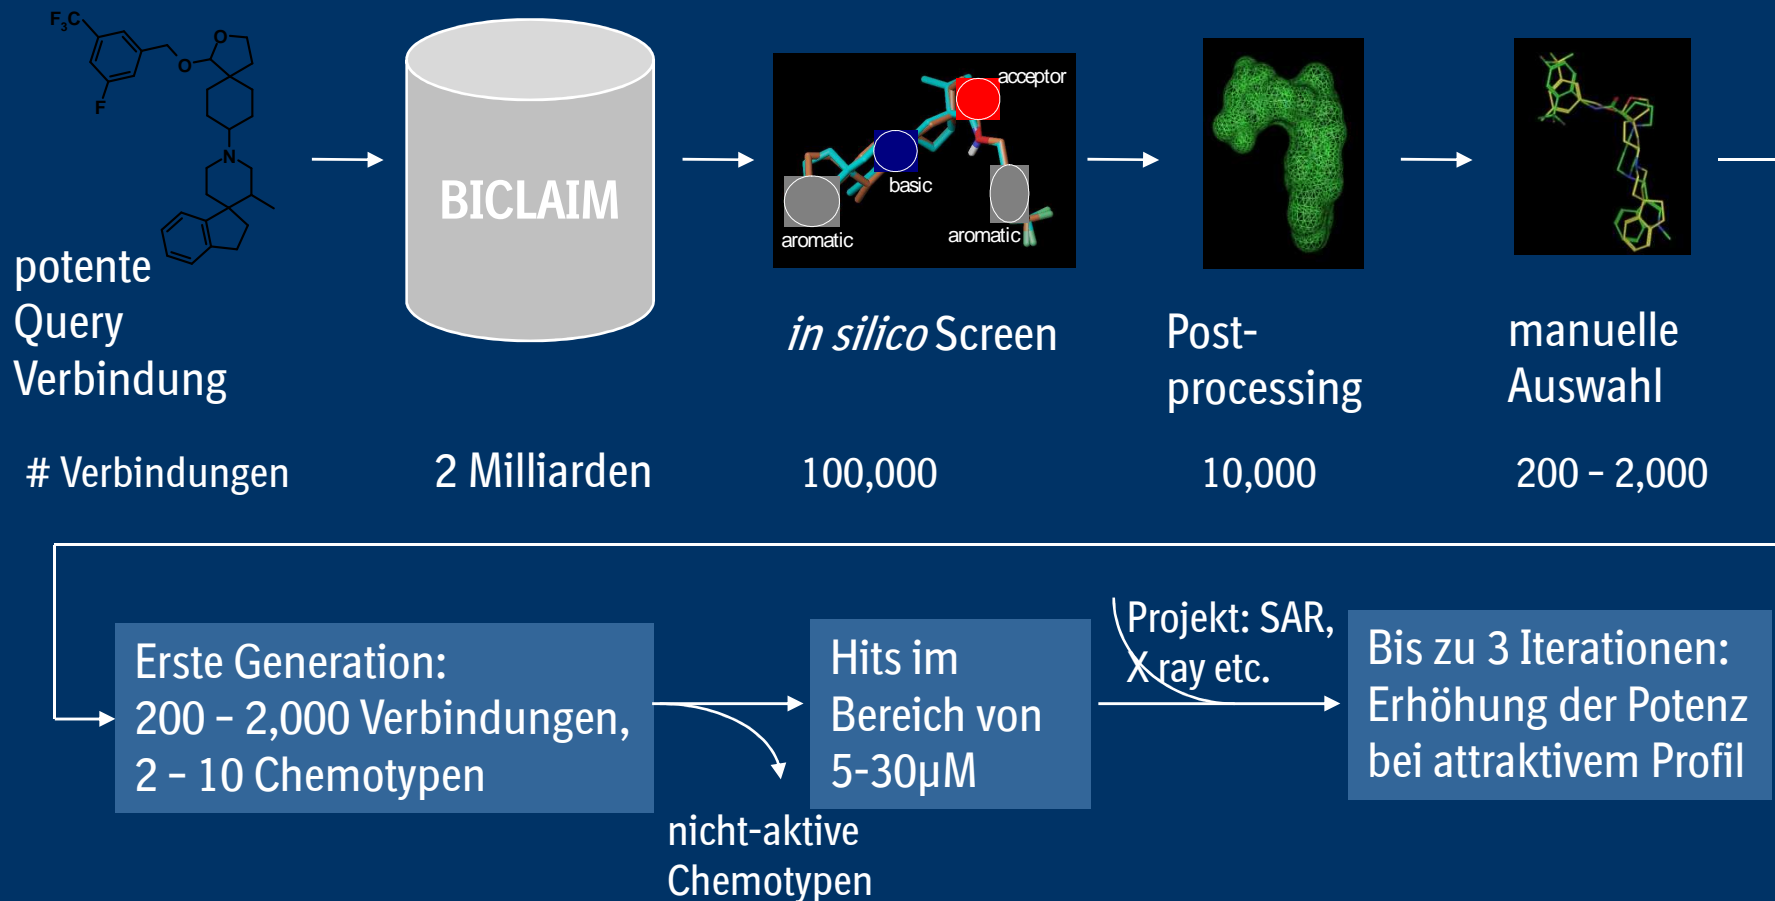 F₃C
O
O
F
N
potente
Query
Verbindung
BICLAIM
acceptor
basic
aromatic
aromatic
in silico Screen
Post-
processing
manuelle
Auswahl
# Verbindungen
2 Milliarden
100,000
10,000
200 – 2,000
Erste Generation:
200 – 2,000 Verbindungen,
2 – 10 Chemotypen
nicht-aktive
Chemotypen
Hits im
Bereich von
5-30µM
Projekt: SAR,
X ray etc.
Bis zu 3 Iterationen:
Erhöhung der Potenz
bei attraktivem Profil